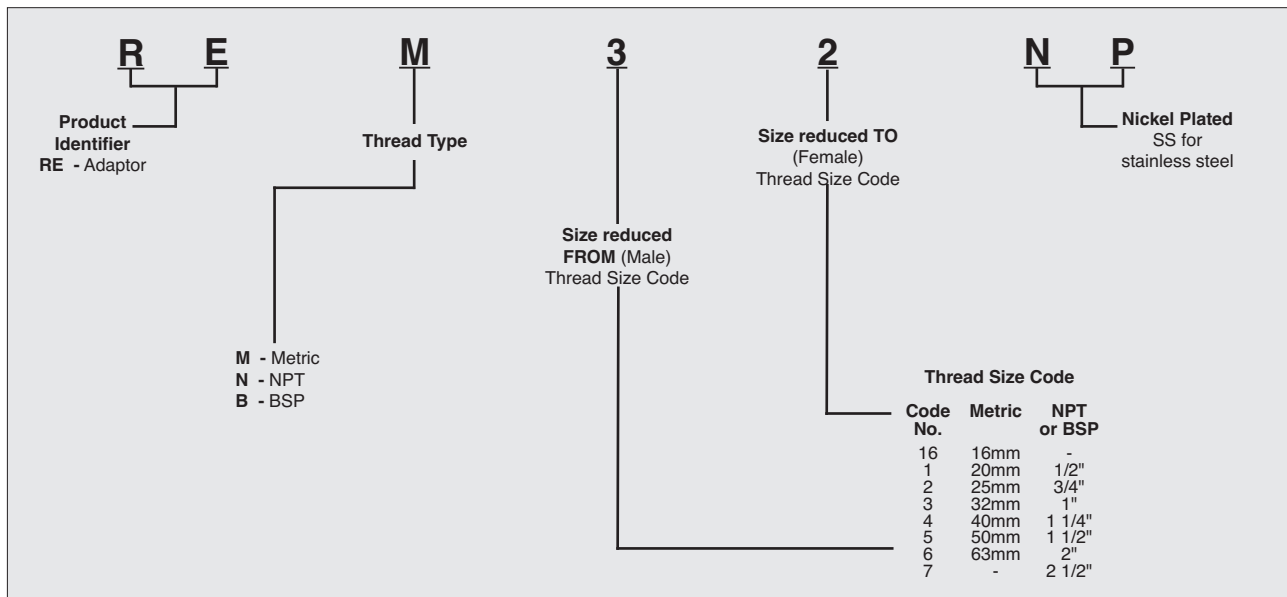 R E M 3 2 N P
Product
Identifier
RE - Adaptor
Thread Type
Size reduced TO
(Female)
Thread Size Code
Nickel Plated
SS for
stainless steel
Size reduced
FROM (Male)
Thread Size Code
M - Metric
N - NPT
B - BSP
Thread Size Code
Code Metric NPT
No. or BSP
16 16mm -
1 20mm 1/2"
2 25mm 3/4"
3 32mm 1"
4 40mm 1 1/4"
5 50mm 1 1/2"
6 63mm 2"
7 - 2 1/2"